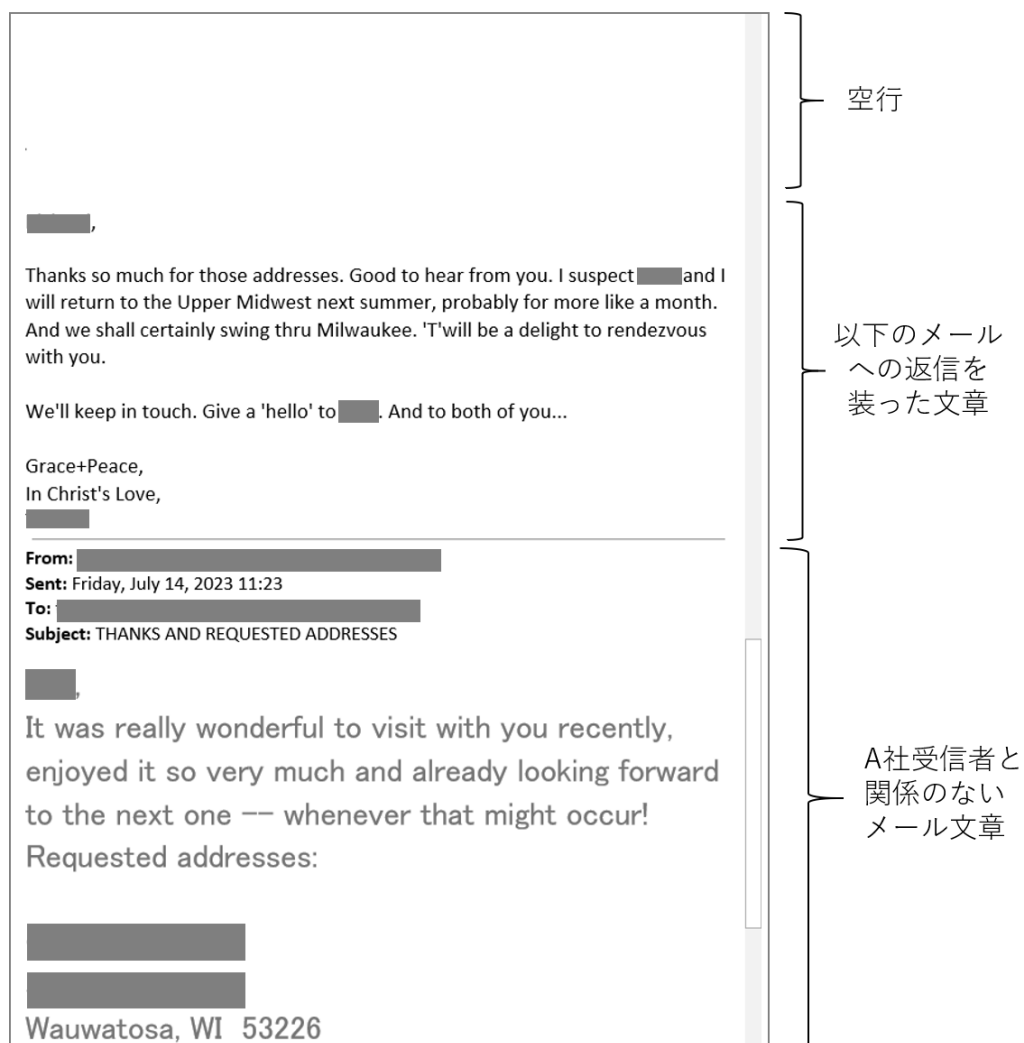 空行
,
Thanks so much for those addresses. Good to hear from you. I suspect and I
will return to the Upper Midwest next summer, probably for more like a month.
And we shall certainly swing thru Milwaukee. 'T'will be a delight to rendezvous
with you.
We'll keep in touch. Give a 'hello' to . And to both of you...
Grace+Peace,
In Christ's Love,
以下のメール
への返信を
装った文章
From:
Sent: Friday, July 14, 2023 11:23
To:
Subject: THANKS AND REQUESTED ADDRESSES
,
It was really wonderful to visit with you recently,
enjoyed it so very much and already looking forward
to the next one -- whenever that might occur!
Requested addresses:
Wauwatosa, WI 53226
A社受信者と
関係のない
メール文章